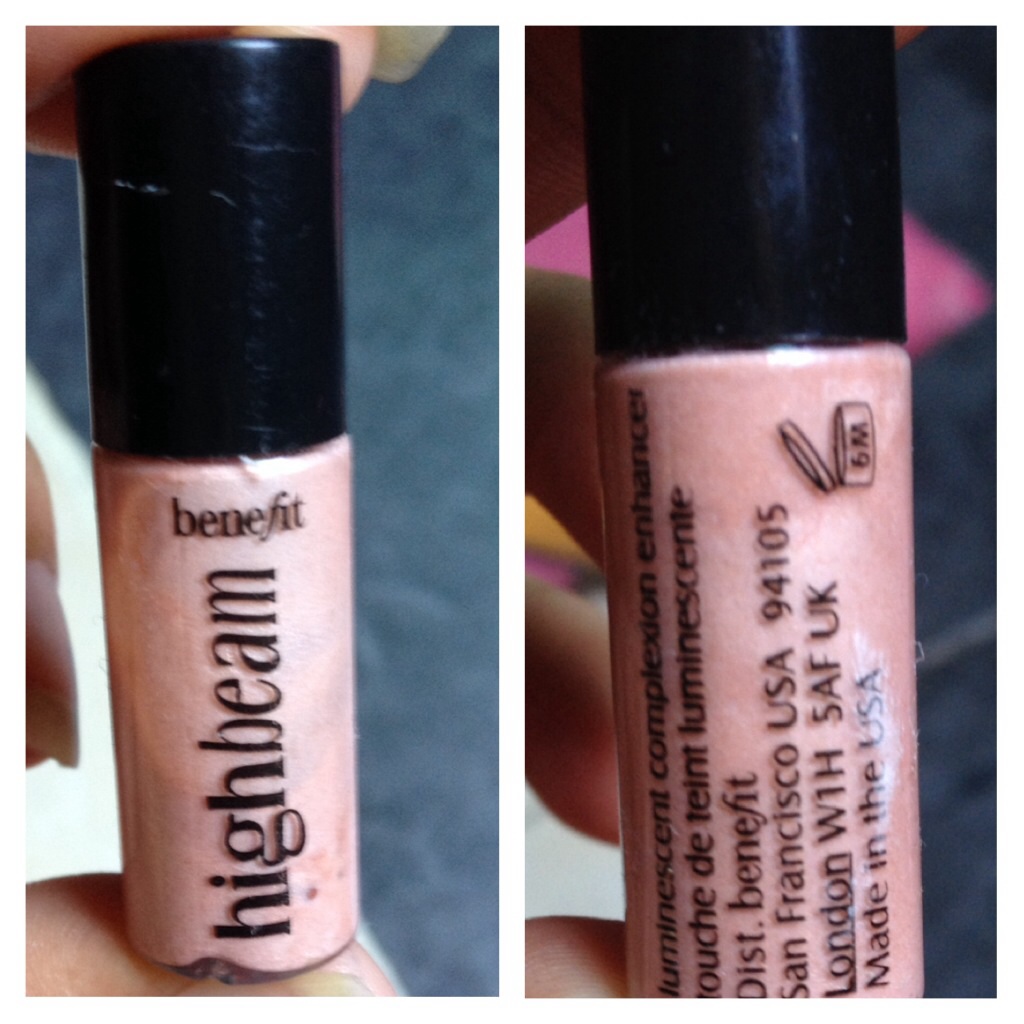 benefit
highbeam
luminescent complexion enhancer
touche de teint luminescente
Dist. benefit
San Francisco USA 94105
London W1H 5AF UK
Made in the USA
6M